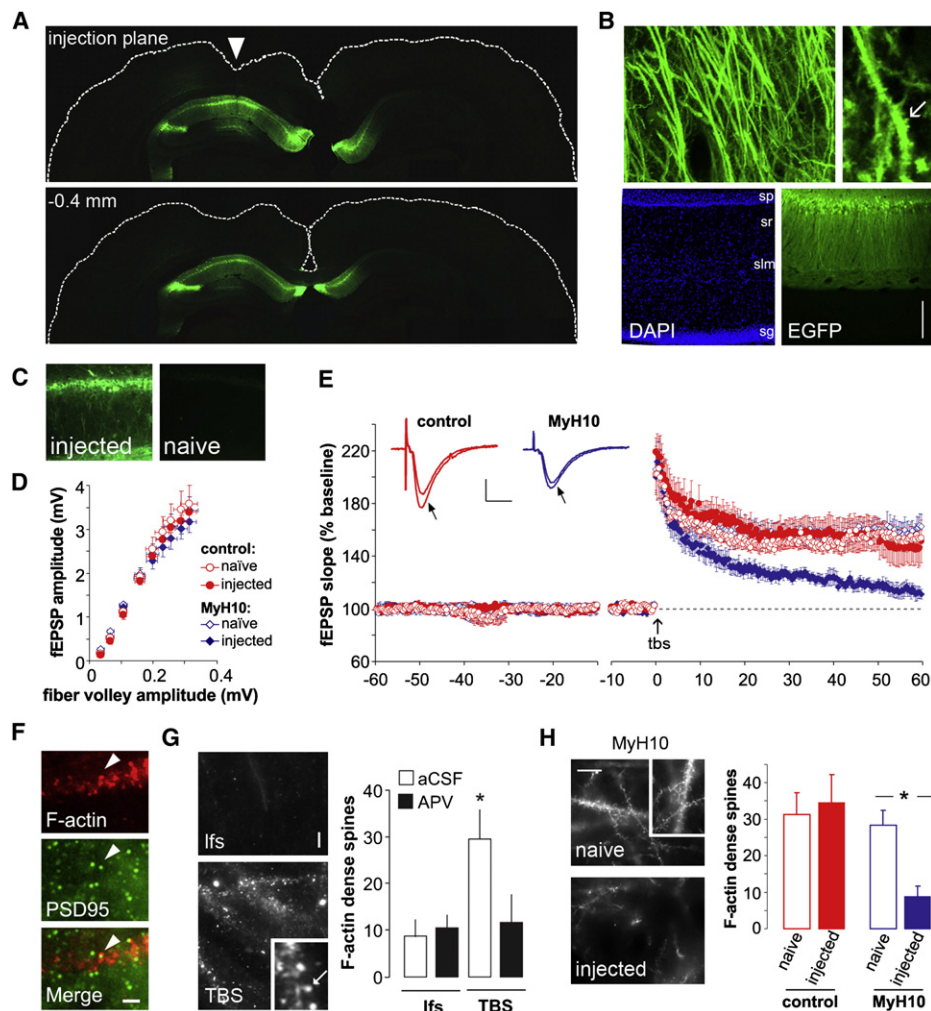 A
injection plane
-0.4 mm
B
sp
sr
slm
sg
DAPI
EGFP
C
injected
naive
D
fEPSP amplitude (mV)
4
3
2
1
0
0
0.2
0.4
fiber volley amplitude (mV)
control:
naïve
injected
MyH10:
naïve
injected
E
control
MyH10
fEPSP slope (% baseline)
220
180
140
100
60
tbs
-60 -50 -40 -30 -20 -10
-10 0 10 20 30 40 50 60
F
F-actin
PSD95
Merge
G
lfs
TBS
aCSF
APV
F-actin dense spines
40
30
20
10
0
*
lfs
TBS
H
MyH10
naive
injected
F-actin dense spines
40
30
20
10
0
*
naive
injected
naive
injected
control
MyH10